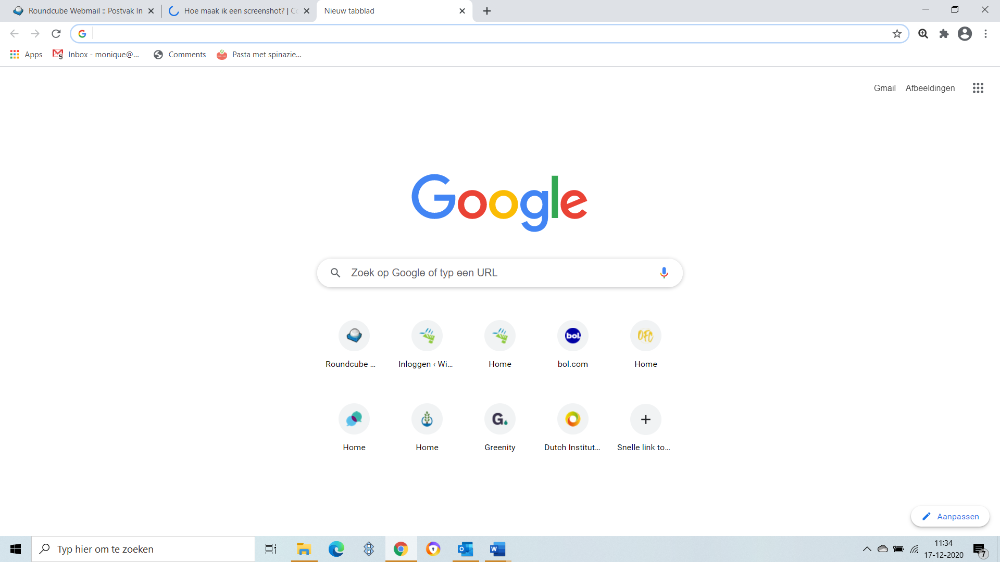 Roundcube Webmail :: Postvak In
Hoe maak ik een screenshot? | Co
Nieuw tabblad
Apps
Inbox - monique@...
Comments
Pasta met spinazie...
Gmail
Afbeeldingen
Google
Zoek op Google of typ een URL
Roundcube ...
Inloggen ‹ Wi...
Home
bol.com
Home
Home
Home
Greenity
Dutch Institut...
Snelle link to...
Aanpassen
Typ hier om te zoeken
11:34
17-12-2020
7